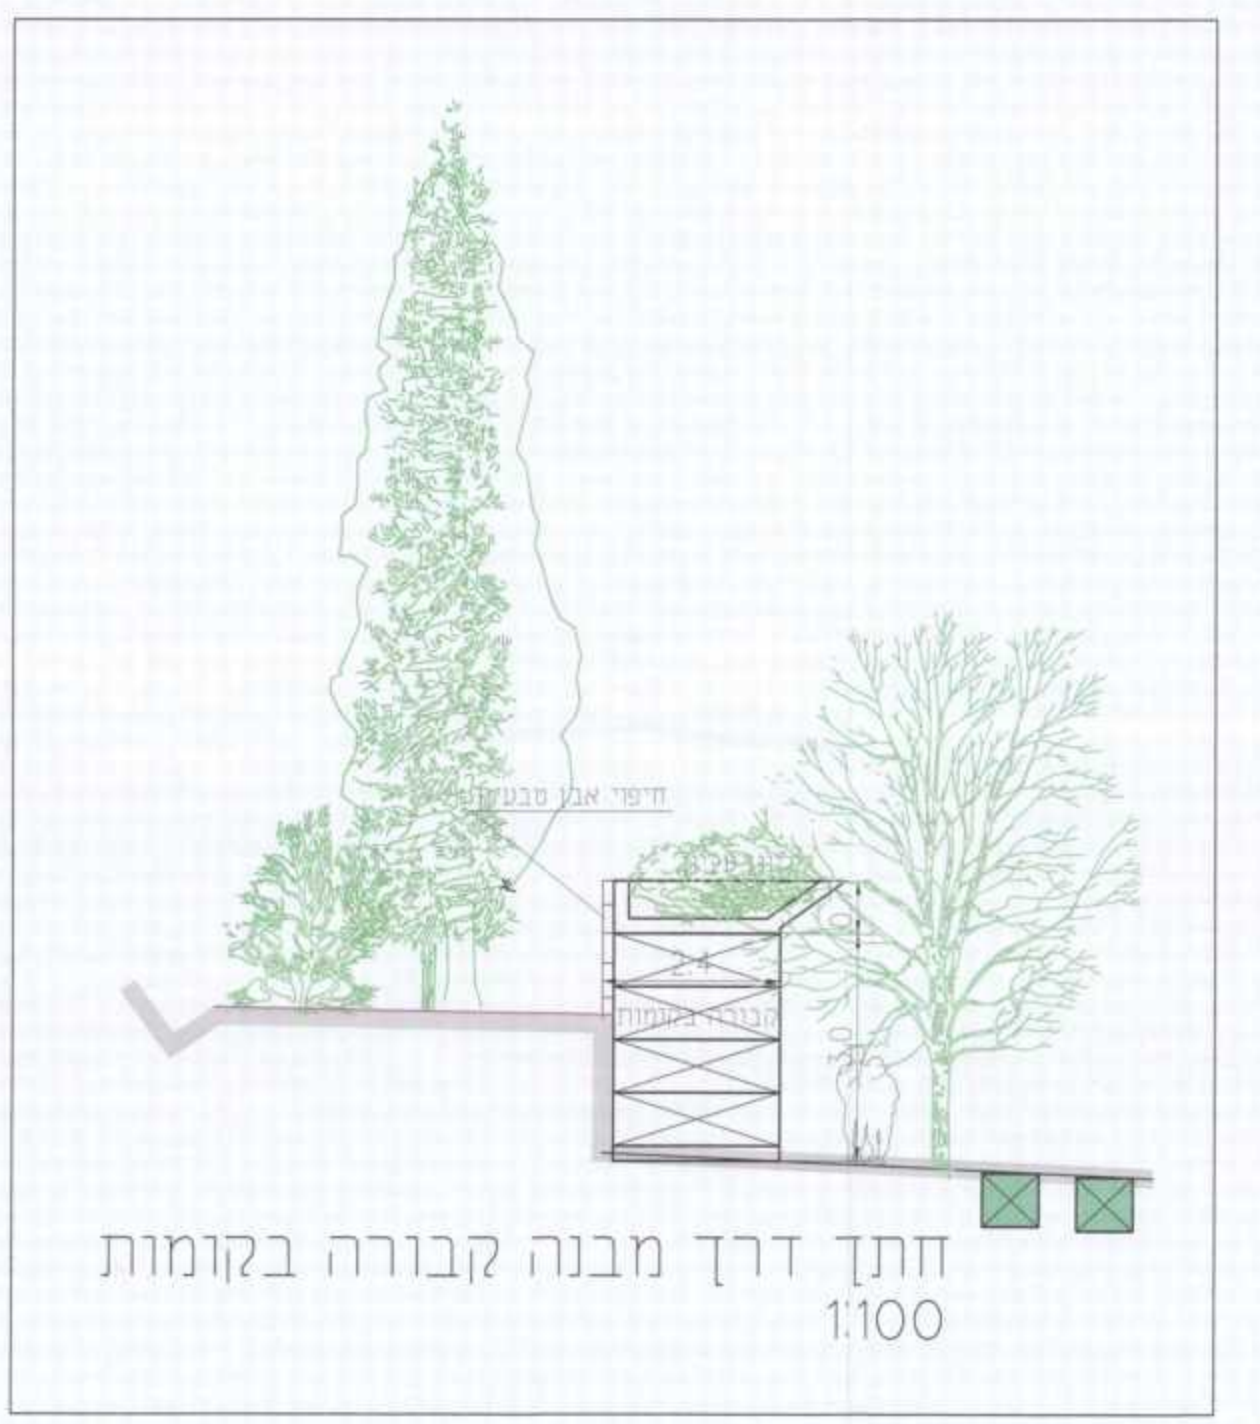 חיפוי אבן טבעית
2.4
קבורה בקומות
חתך דרך מבנה קבורה בקומות
1:100